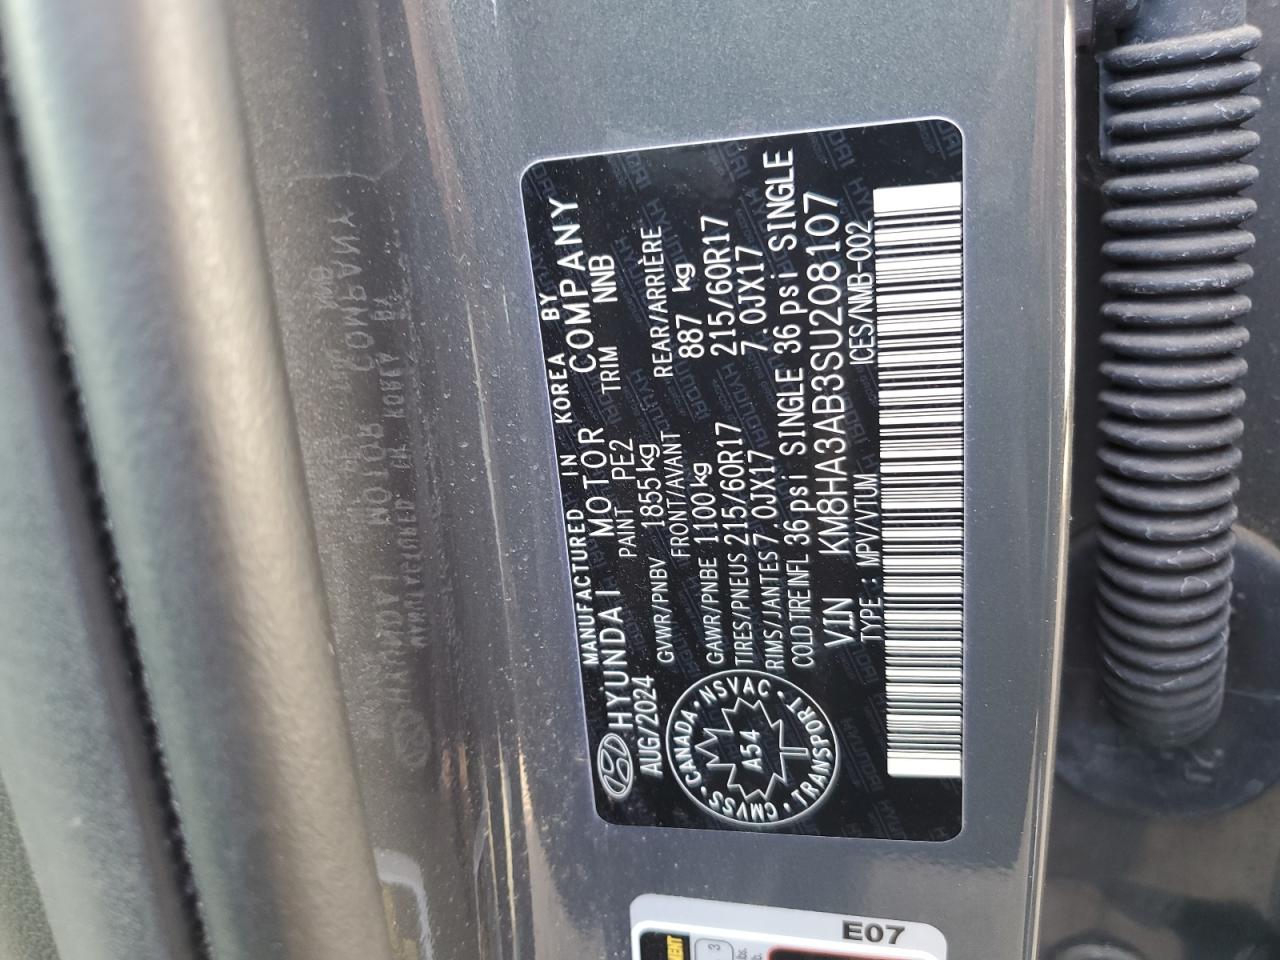 MANUFACTURED IN KOREA BY
HYUNDAI MOTOR COMPANY
AUG/2024 PAINT PE2 TRIM NNB
GVWR/PNBV 1855kg
FRONT/AVANT REAR/ARRIÈRE
GAWR/PNBE 1100kg 887 kg
TIRES/PNEUS 215/60R17 215/60R17
RIMS/JANTES 7.0JX17 7.0JX17
COLD TIRE INFL 36 psi SINGLE 36 psi SINGLE
VIN KM8HA3AB3SU208107
TYPE : MPV/VTUM ICES/NMB-002
CANADA · NSVAC · TRANSPORT · CMVSS
A54
E07